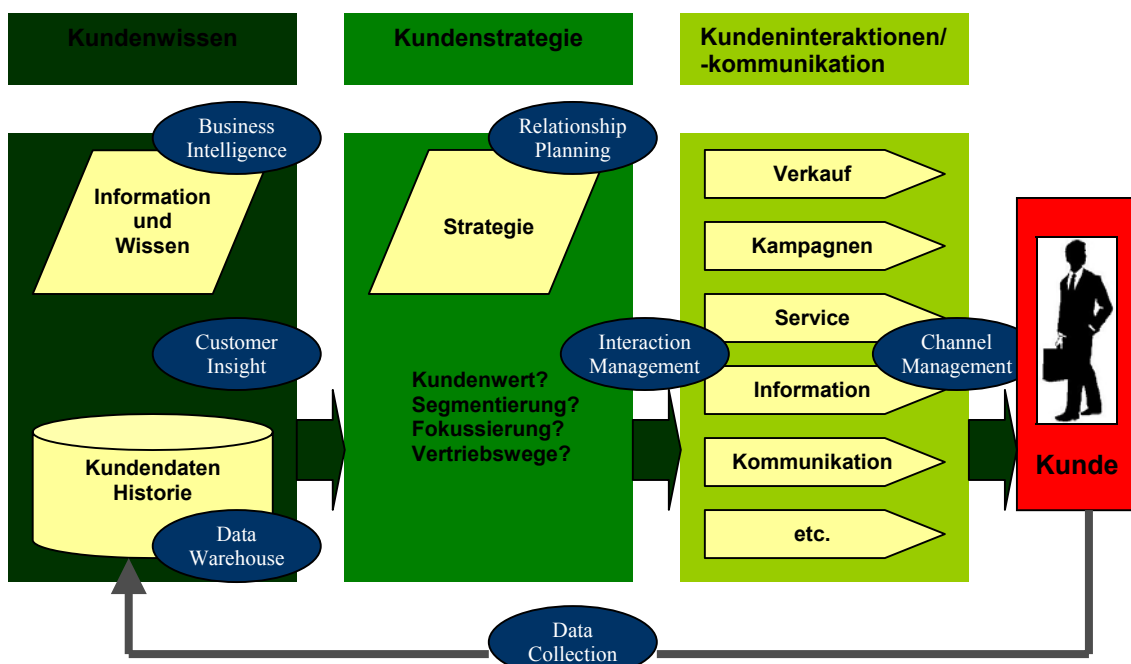 Kundenwissen
Kundenstrategie
Kundeninteraktionen/
-kommunikation
Business
Intelligence
Information
und
Wissen
Customer
Insight
Kundendaten
Historie
Data
Warehouse
Relationship
Planning
Strategie
Kundenwert?
Segmentierung?
Fokussierung?
Vertriebswege?
Interaction
Management
Verkauf
Kampagnen
Service
Information
Kommunikation
etc.
Channel
Management
Kunde
Data
Collection